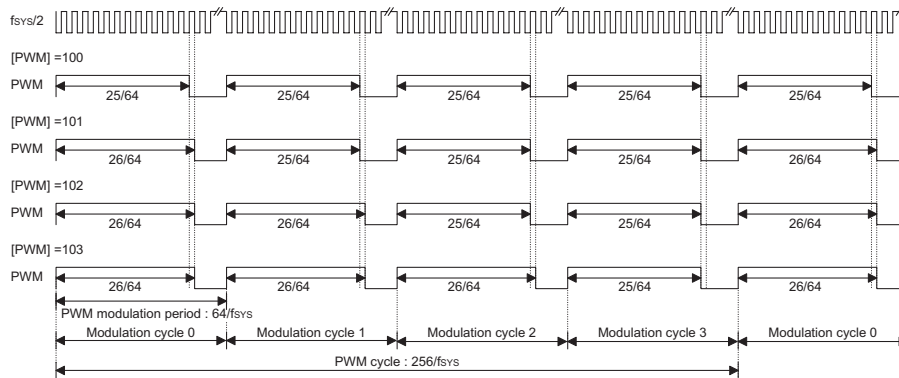 fSYS/2
[PWM] =100
PWM
25/64 25/64 25/64 25/64 25/64
[PWM] =101
PWM
26/64 25/64 25/64 25/64 26/64
[PWM] =102
PWM
26/64 26/64 25/64 25/64 26/64
[PWM] =103
PWM
26/64 26/64 26/64 25/64 26/64
PWM modulation period : 64/fSYS
Modulation cycle 0 Modulation cycle 1 Modulation cycle 2 Modulation cycle 3 Modulation cycle 0
PWM cycle : 256/fSYS